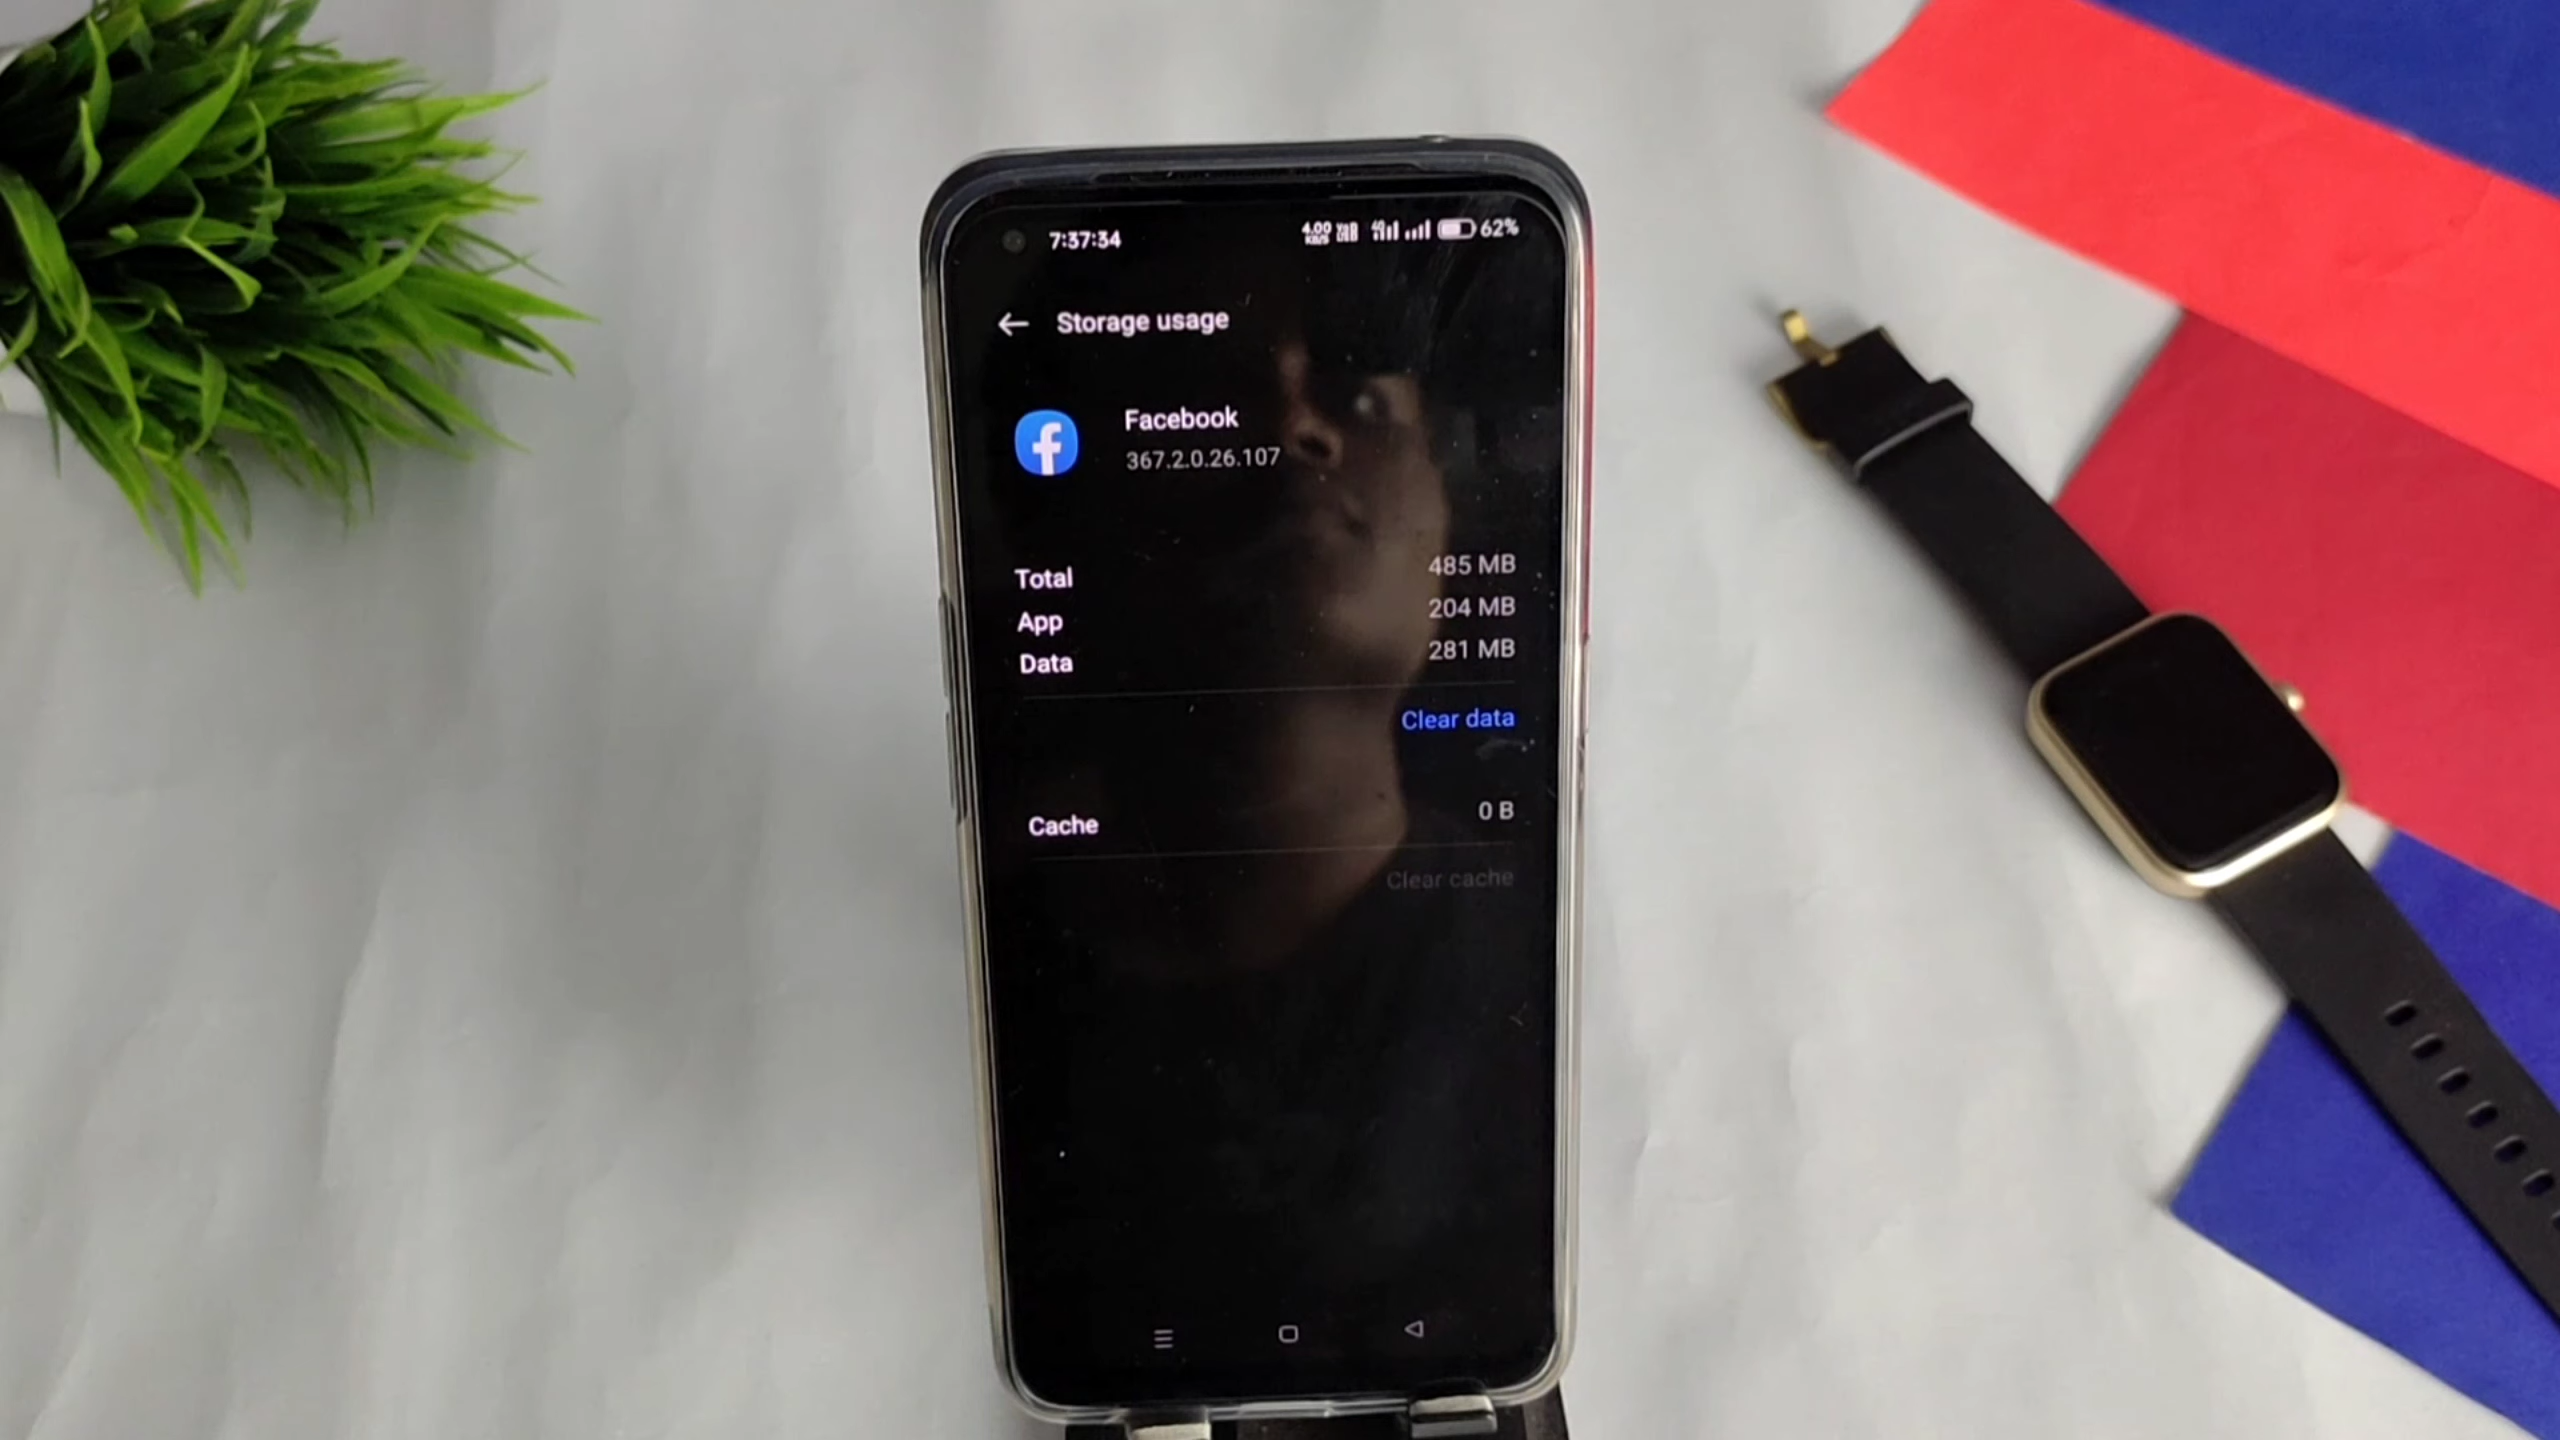 7:37:34 4.00 KB/S 62%
Storage usage
Facebook
367.2.0.26.107
Total 485 MB
App 204 MB
Data 281 MB
Clear data
Cache 0 B
Clear cache